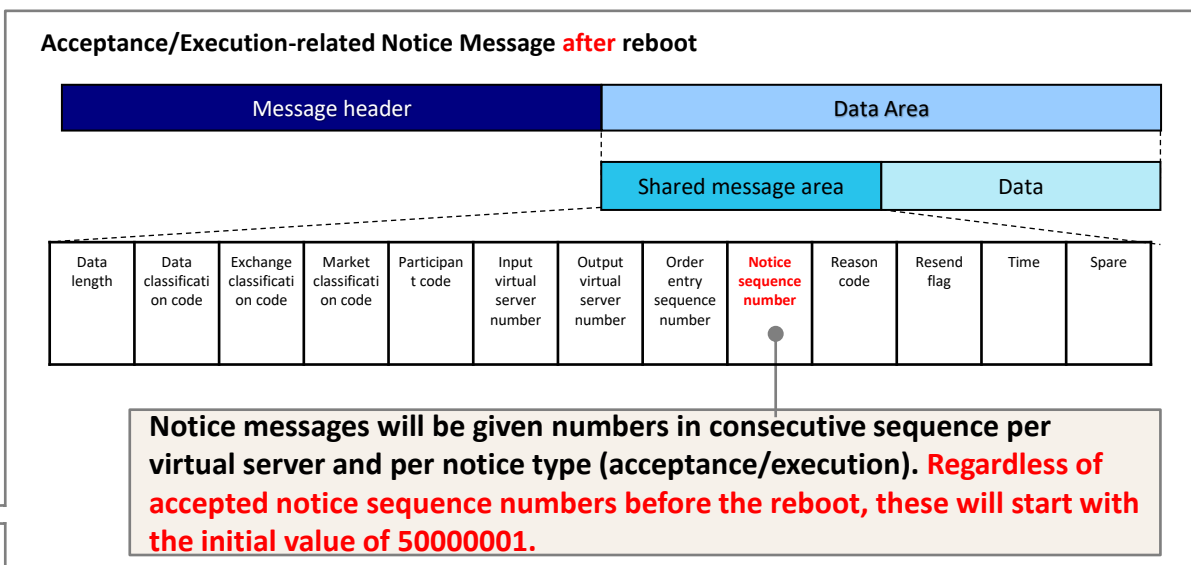 Acceptance/Execution-related Notice Message after reboot
Message header
Data Area
Shared message area
Data
Data
length
Data
classificati
on code
Exchange
classificati
on code
Market
classificati
on code
Participan
t code
Input
virtual
server
number
Output
virtual
server
number
Order
entry
sequence
number
Notice
sequence
number
Reason
code
Resend
flag
Time
Spare
Notice messages will be given numbers in consecutive sequence per
virtual server and per notice type (acceptance/execution). Regardless of
accepted notice sequence numbers before the reboot, these will start with
the initial value of 50000001.